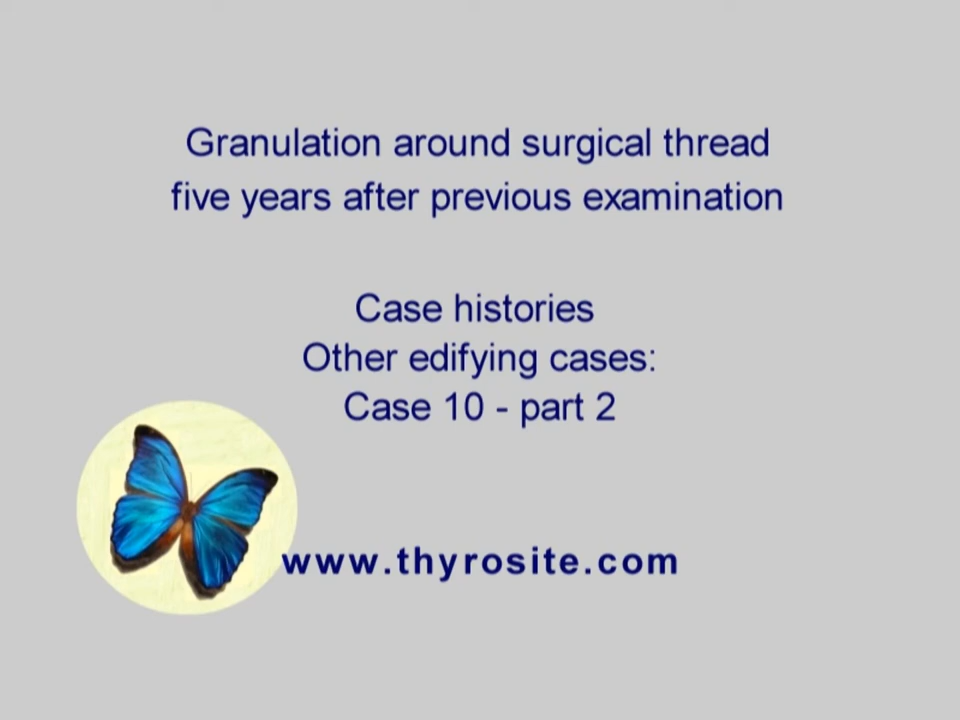 Granulation around surgical thread
five years after previous examination
Case histories
Other edifying cases:
Case 10 - part 2
www.thyrosite.com